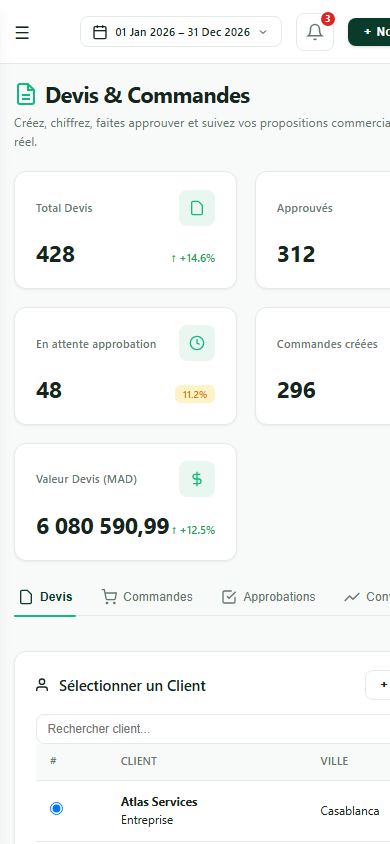 01 Jan 2026 – 31 Dec 2026
3
+
Devis & Commandes
Créez, chiffrez, faites approuver et suivez vos propositions
réel.
Total Devis
Approuvés
428
↑ +14.6%
312
En attente approbation
Commandes créées
48
11.2%
296
Valeur Devis (MAD)
6 080 590,99
↑ +12.5%
Devis
Commandes
Approbations
Sélectionner un Client
+
Rechercher client...
#
CLIENT
VILLE
Atlas Services
Entreprise
Casablanca